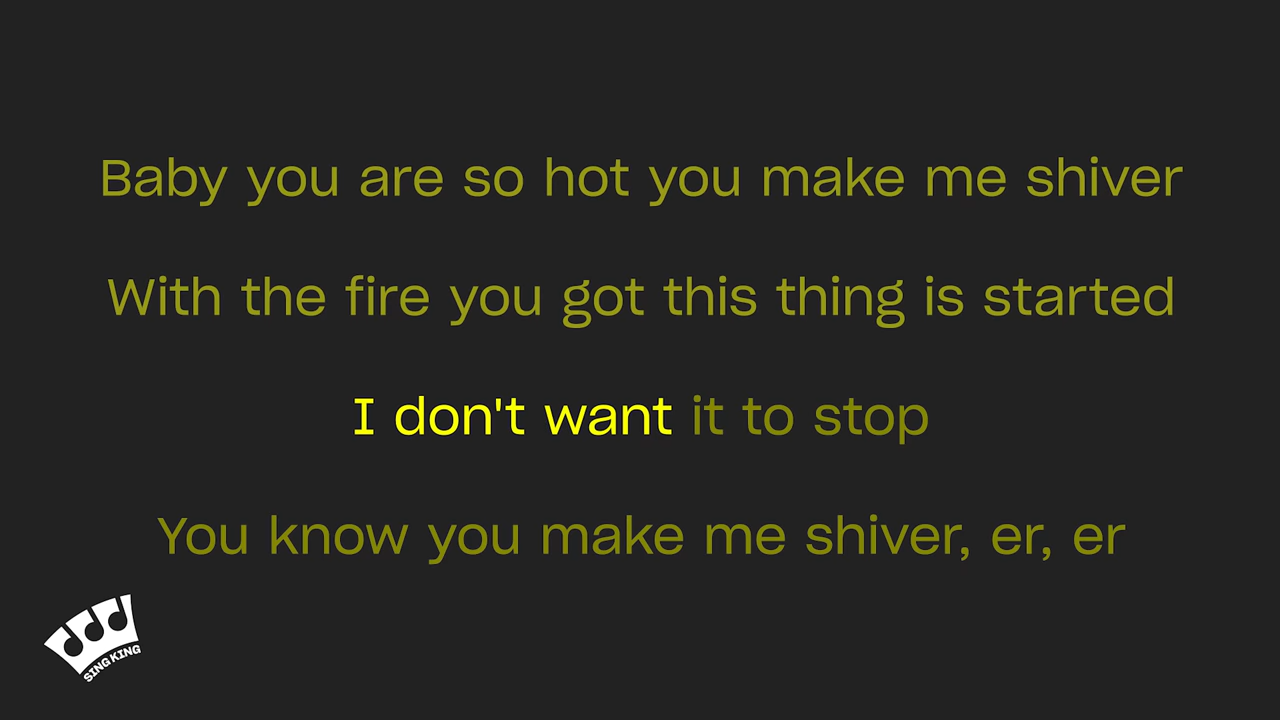 Baby you are so hot you make me shiver
With the fire you got this thing is started
I don't want it to stop
You know you make me shiver, er, er
SING KING